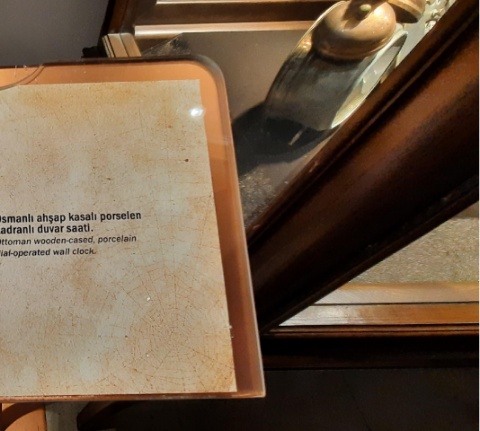 smanlı ahşap kasalı porselen
adranlı duvar saati.
ttoman wooden-cased, porcelain
ial-operated wall clock.